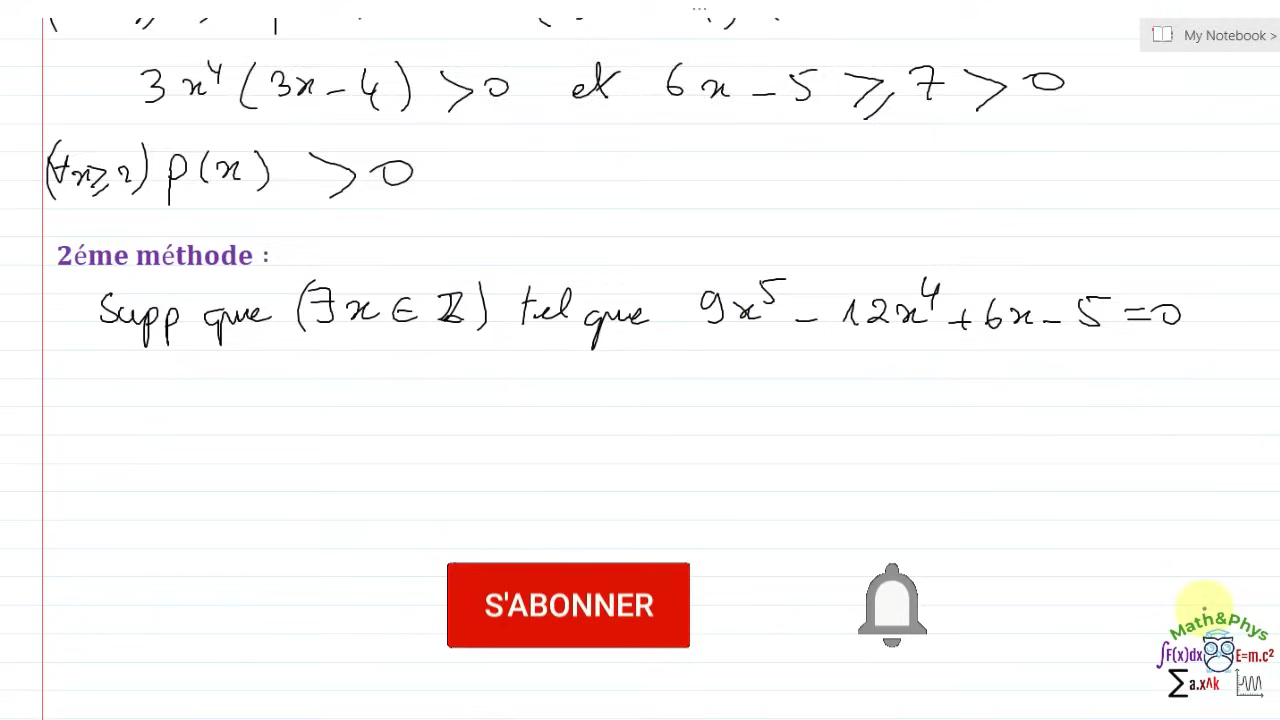 My Notebook >
3x⁴(3x-4) >0 et 6x-5 ⩾ 7 >0
(∀x⩾2) p(x) >0
2éme méthode :
Supp que (∃x∈ℤ) tel que 9x⁵ - 12x⁴ + 6x - 5 = 0
S'ABONNER
Math&Phys
∫F(x)dx E=m.c²
∑ a.x^k